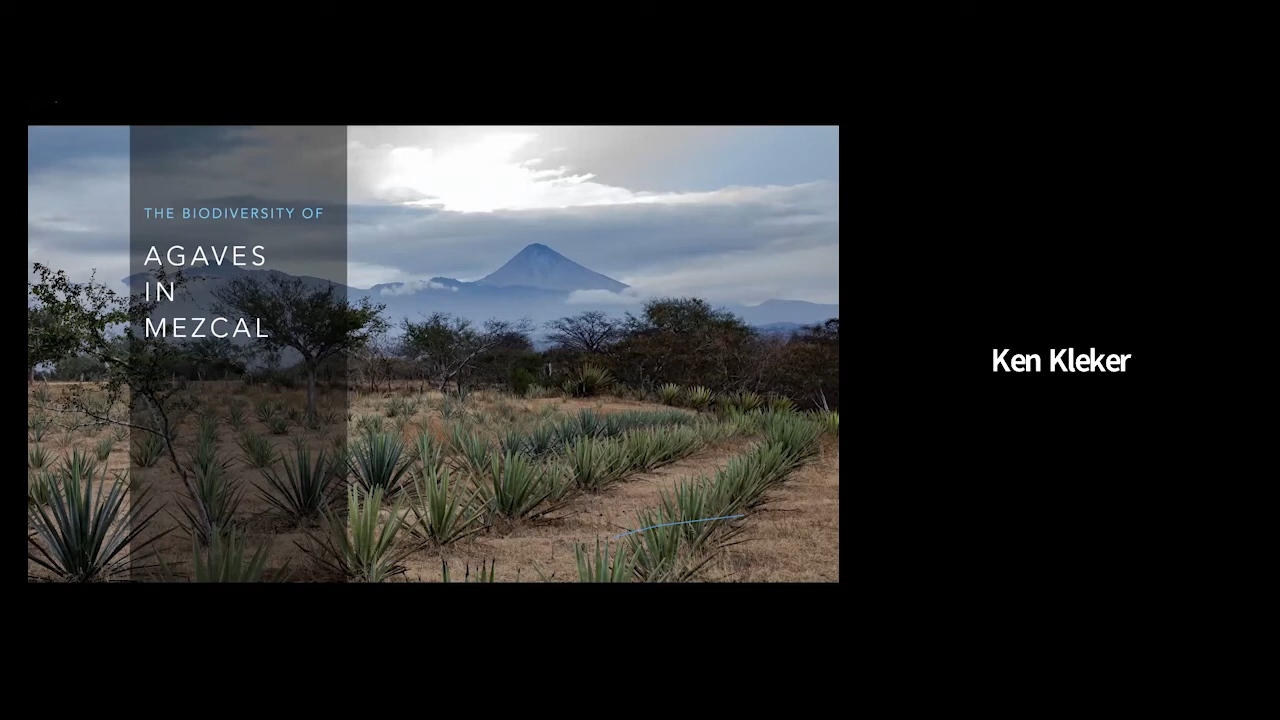 THE BIODIVERSITY OF
AGAVES
IN
MEZCAL
Ken Kleker